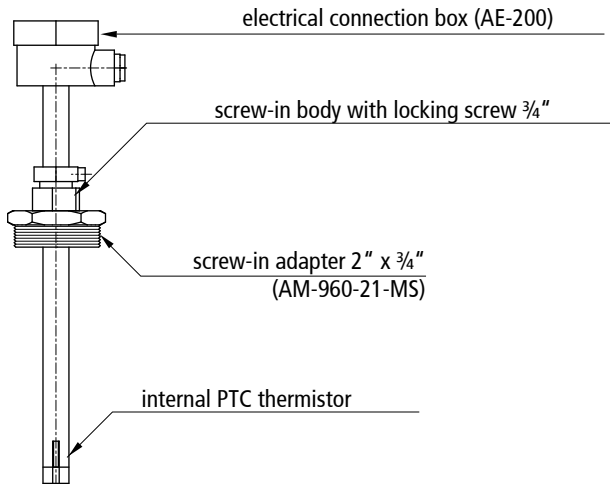 electrical connection box (AE-200)
screw-in body with locking screw ¾“
screw-in adapter 2“ x ¾“
(AM-960-21-MS)
internal PTC thermistor